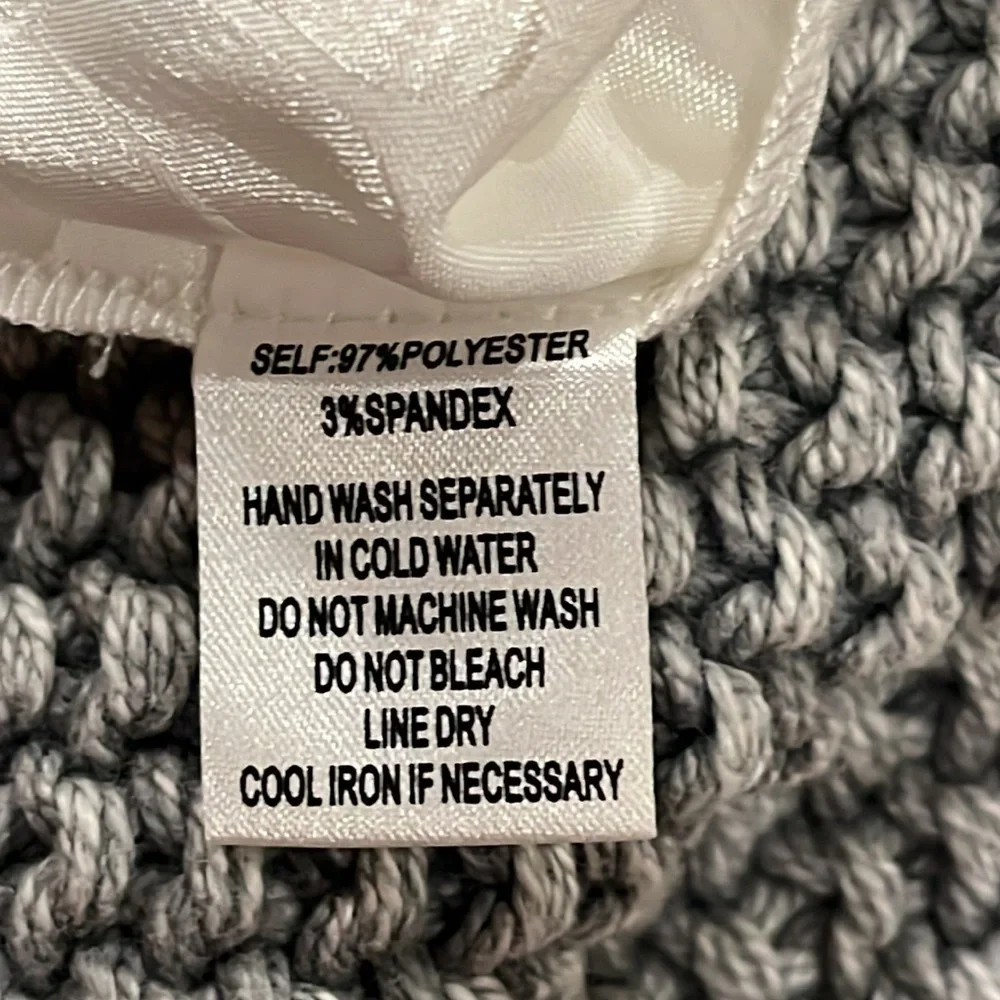 SELF:97%POLYESTER
3%SPANDEX
HAND WASH SEPARATELY
IN COLD WATER
DO NOT MACHINE WASH
DO NOT BLEACH
LINE DRY
COOL IRON IF NECESSARY